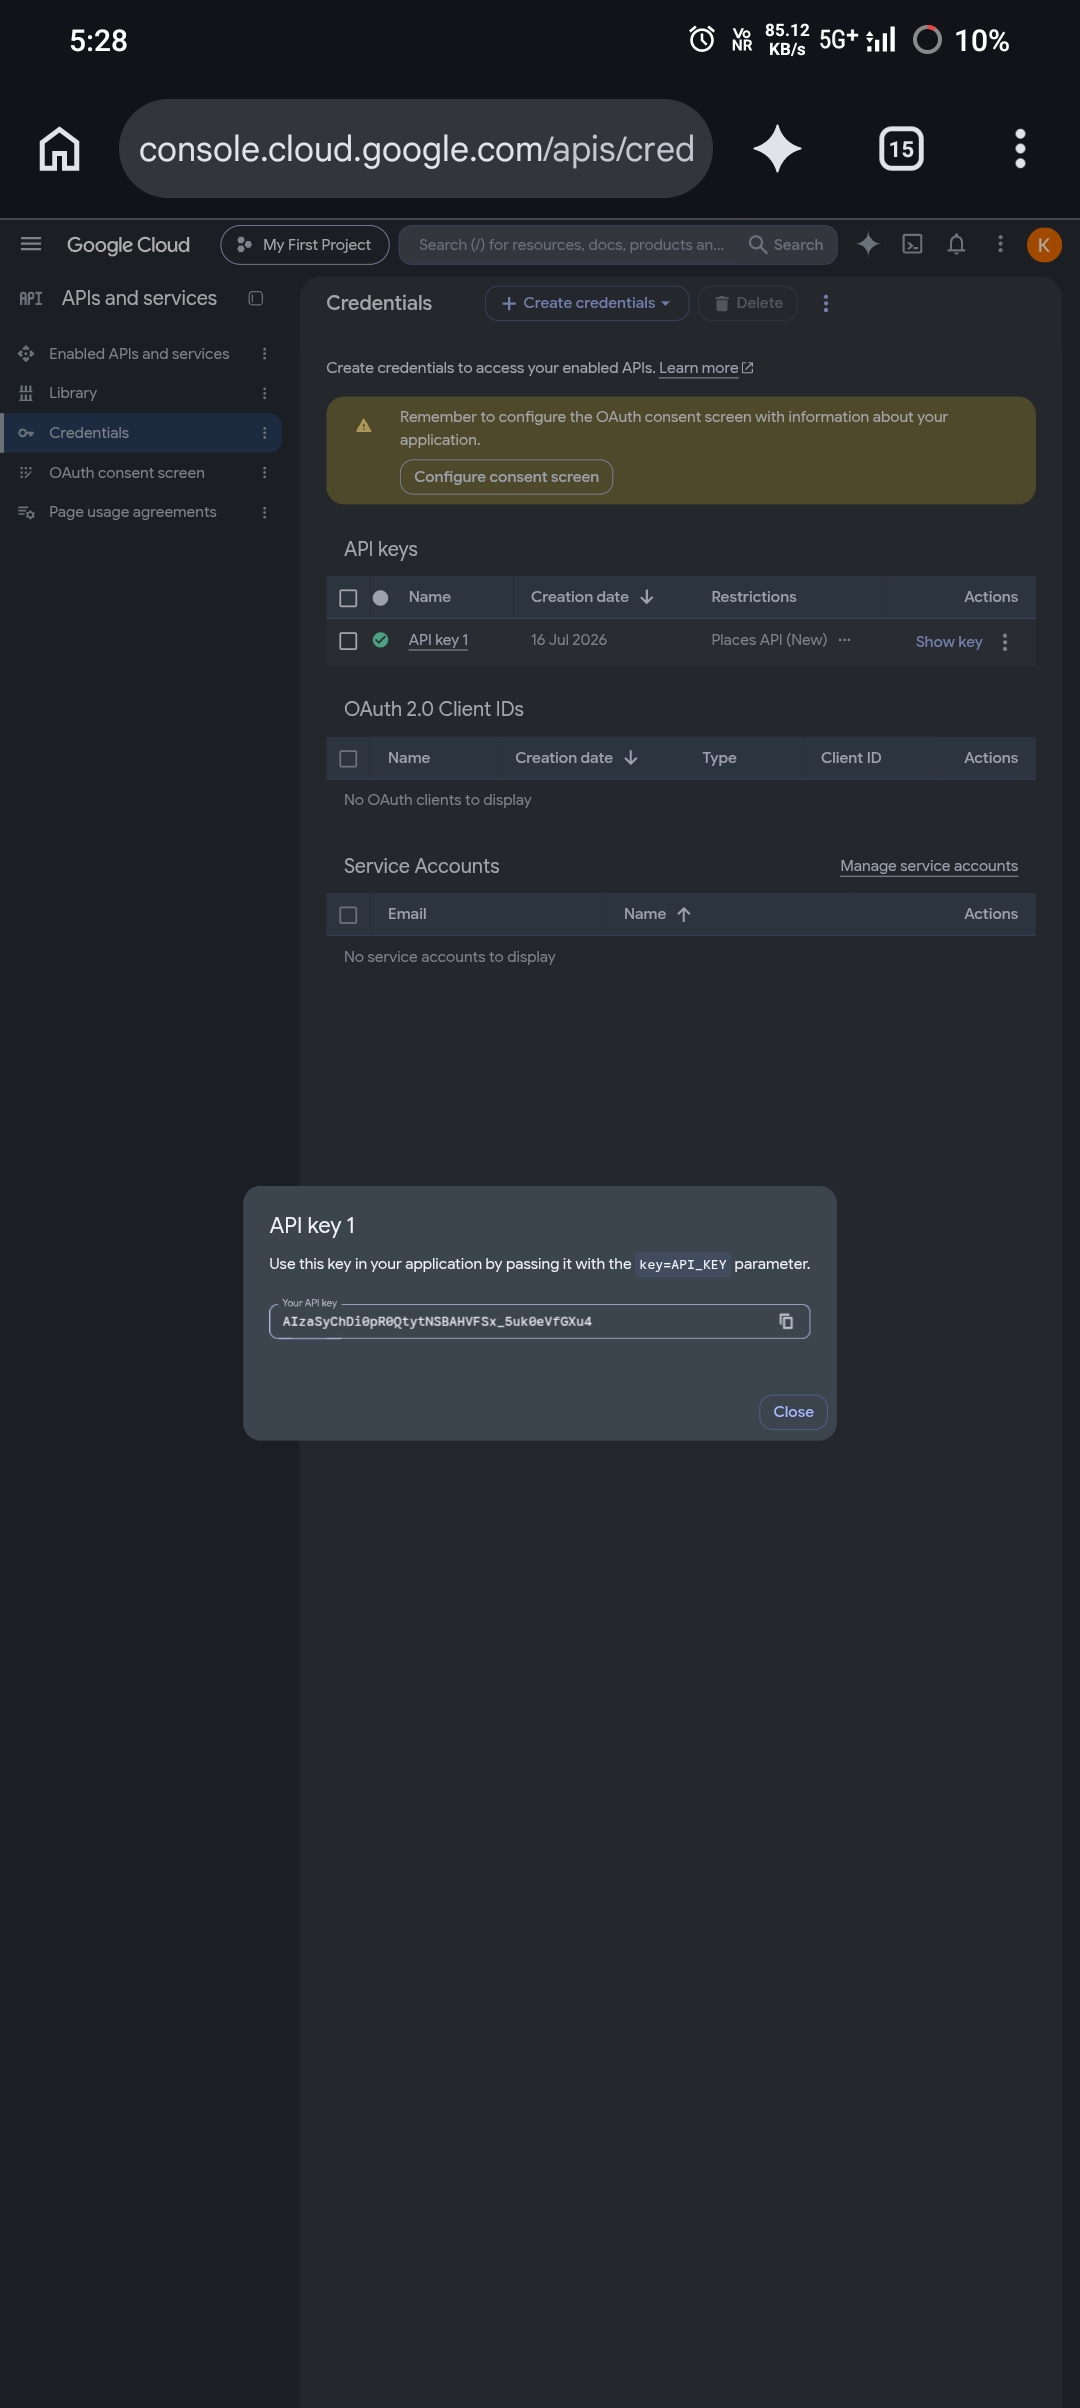 5:28
Vo NR
85.12 KB/s
5G+
10%
console.cloud.google.com/apis/cred
15
Google Cloud
My First Project
Search (/) for resources, docs, products an...
Search
K
API APIs and services
Enabled APIs and services
Library
Credentials
OAuth consent screen
Page usage agreements
Credentials
Create credentials
Delete
Create credentials to access your enabled APIs. Learn more
Remember to configure the OAuth consent screen with information about your
application.
Configure consent screen
API keys
Name Creation date Restrictions Actions
API key 1 16 Jul 2026 Places API (New) ··· Show key
OAuth 2.0 Client IDs
Name Creation date Type Client ID Actions
No OAuth clients to display
Service Accounts Manage service accounts
Email Name Actions
No service accounts to display
API key 1
Use this key in your application by passing it with the key=API_KEY parameter.
Your API key
AIzaSyChDi0pR0QtytNSBAHVFSx_5uk0eVfGXu4
Close